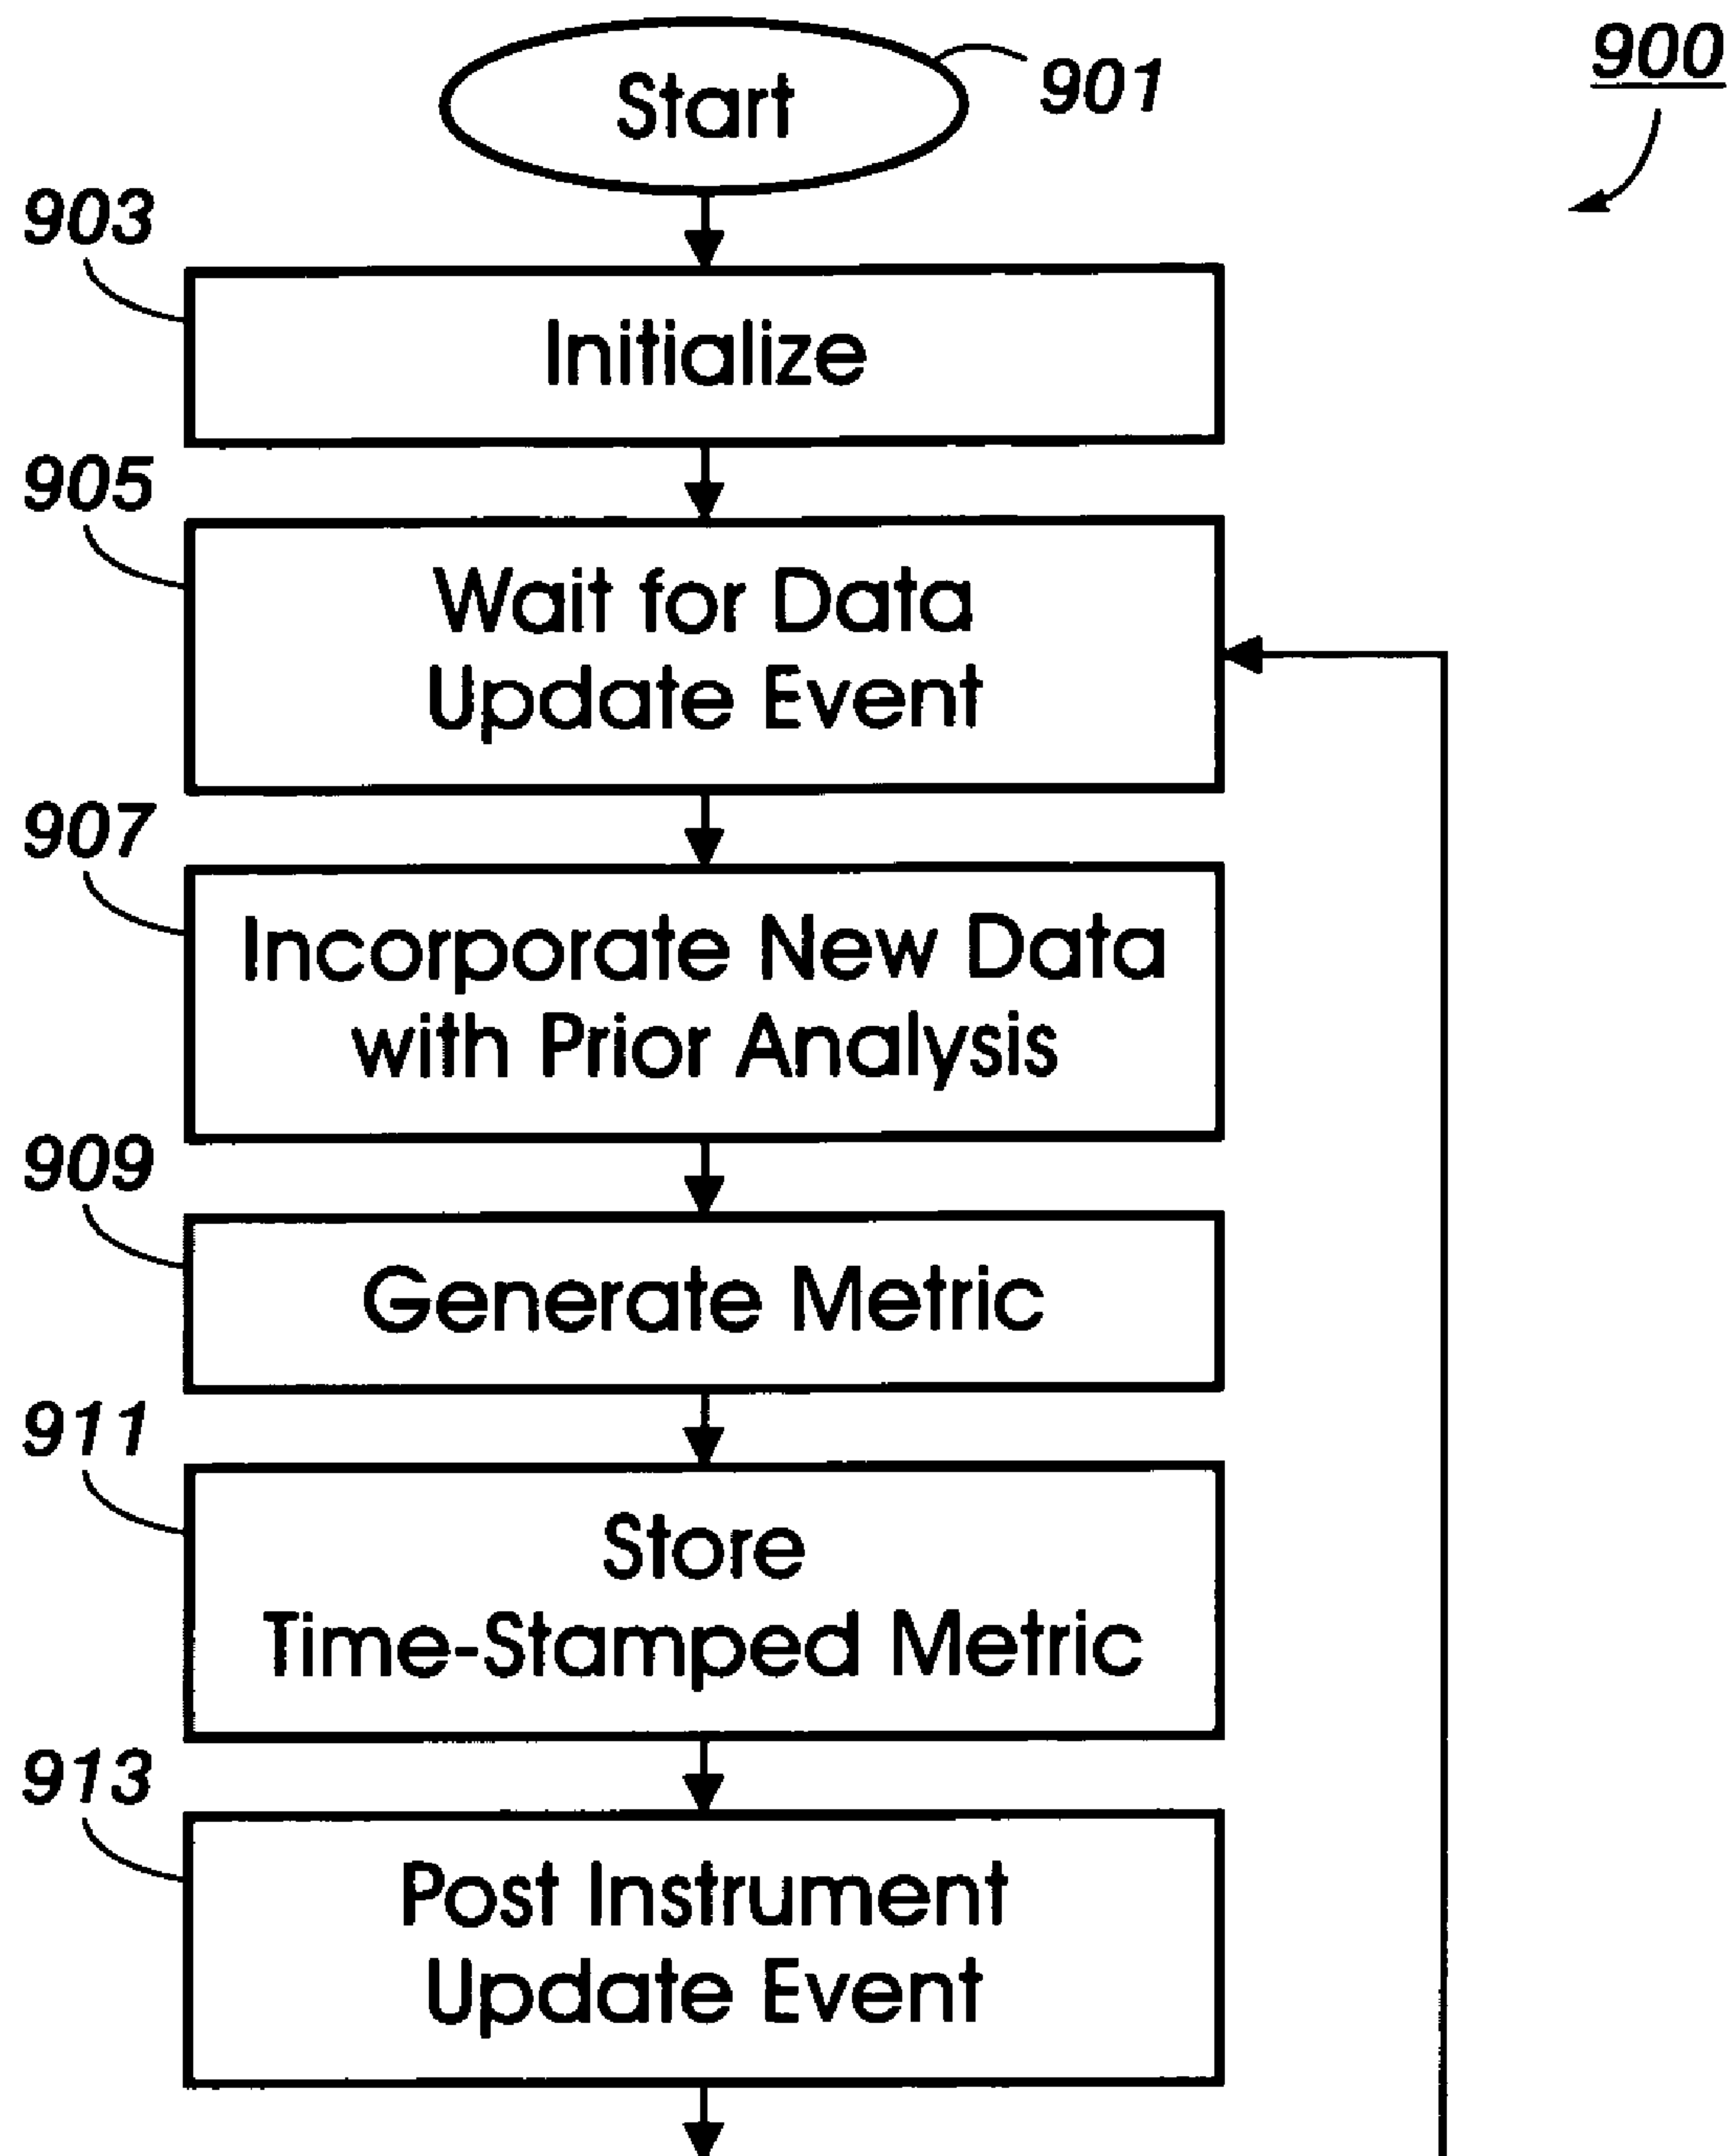 900
Start
901
903
Initialize
905
Wait for Data
Update Event
907
Incorporate New Data
with Prior Analysis
909
Generate Metric
911
Store
Time-Stamped Metric
913
Post Instrument
Update Event